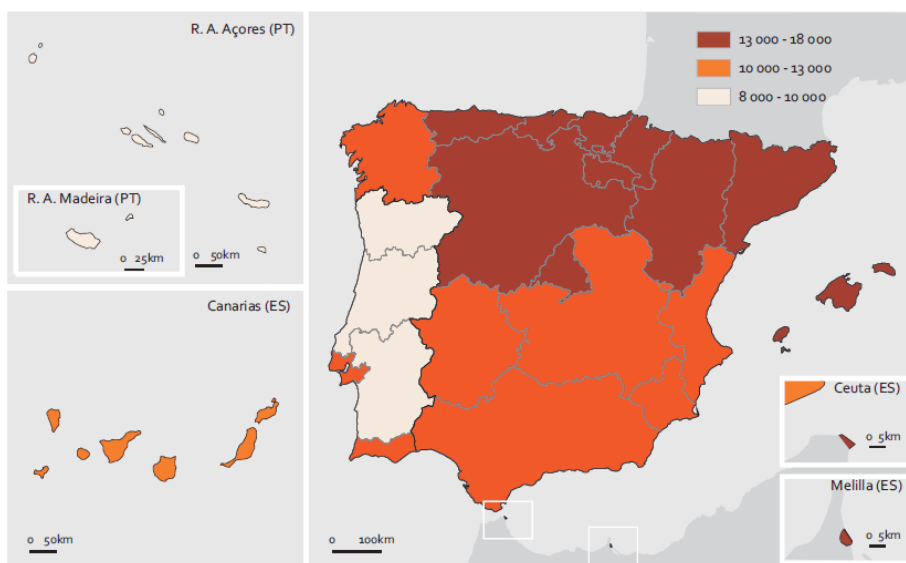 R. A. Açores (PT)
R. A. Madeira (PT)
0 25km
0 50km
Canarias (ES)
0 50km
13 000 - 18 000
10 000 - 13 000
8 000 - 10 000
0 100km
Ceuta (ES)
0 5km
Melilla (ES)
0 5km